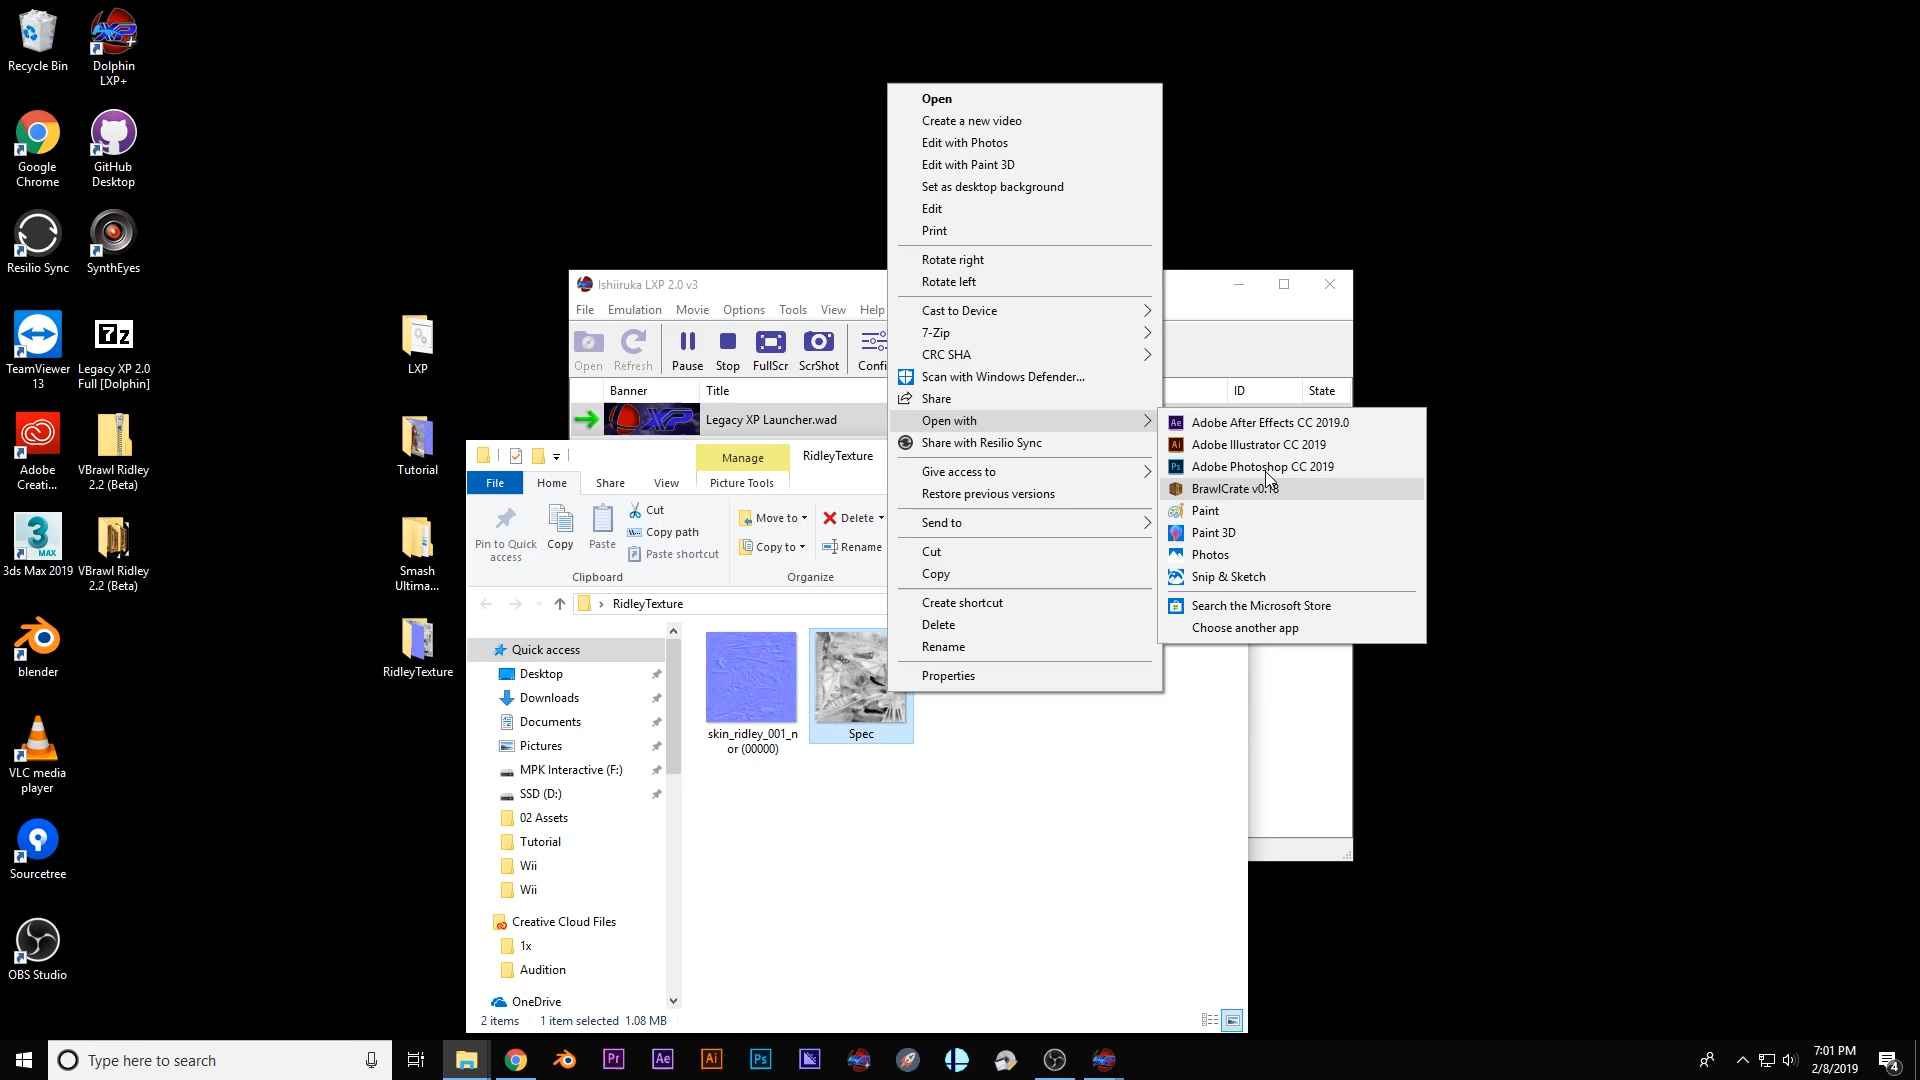 Recycle Bin
Dolphin
LXP+
Google
Chrome
GitHub
Desktop
Resilio Sync
SynthEyes
TeamViewer
13
Legacy XP 2.0
Full [Dolphin]
Adobe
Creati...
VBrawl Ridley
2.2 (Beta)
3ds Max 2019
VBrawl Ridley
2.2 (Beta)
blender
VLC media
player
Sourcetree
OBS Studio
LXP
Tutorial
Smash
Ultima...
RidleyTexture
Ishiiruka LXP 2.0 v3
File Emulation Movie Options Tools View Help
Open Refresh Pause Stop FullScr ScrShot Confi
Banner Title ID State
XP Legacy XP Launcher.wad
Manage RidleyTexture
File Home Share View Picture Tools
Pin to Quick
access
Copy
Paste
Cut
Copy path
Paste shortcut
Clipboard
Move to
Copy to
Delete
Rename
Organize
RidleyTexture
Quick access
Desktop
Downloads
Documents
Pictures
MPK Interactive (F:)
SSD (D:)
02 Assets
Tutorial
Wii
Wii
Creative Cloud Files
1x
Audition
OneDrive
skin_ridley_001_n
or (00000)
Spec
2 items 1 item selected 1.08 MB
Open
Create a new video
Edit with Photos
Edit with Paint 3D
Set as desktop background
Edit
Print
Rotate right
Rotate left
Cast to Device
7-Zip
CRC SHA
Scan with Windows Defender...
Share
Open with
Share with Resilio Sync
Give access to
Restore previous versions
Send to
Cut
Copy
Create shortcut
Delete
Rename
Properties
Ae Adobe After Effects CC 2019.0
Ai Adobe Illustrator CC 2019
Ps Adobe Photoshop CC 2019
BrawlCrate v0.18
Paint
Paint 3D
Photos
Snip & Sketch
Search the Microsoft Store
Choose another app
Type here to search
Pr Ae Ai Ps
7:01 PM
2/8/2019
4